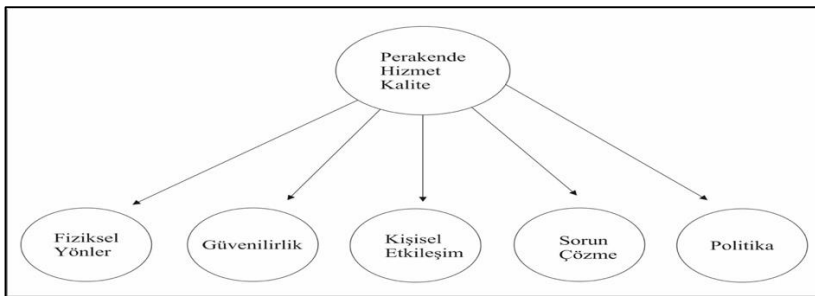 Perakende
Hizmet
Kalite
Fiziksel
Yönler
Güvenilirlik
Kişisel
Etkileşim
Sorun
Çözme
Politika